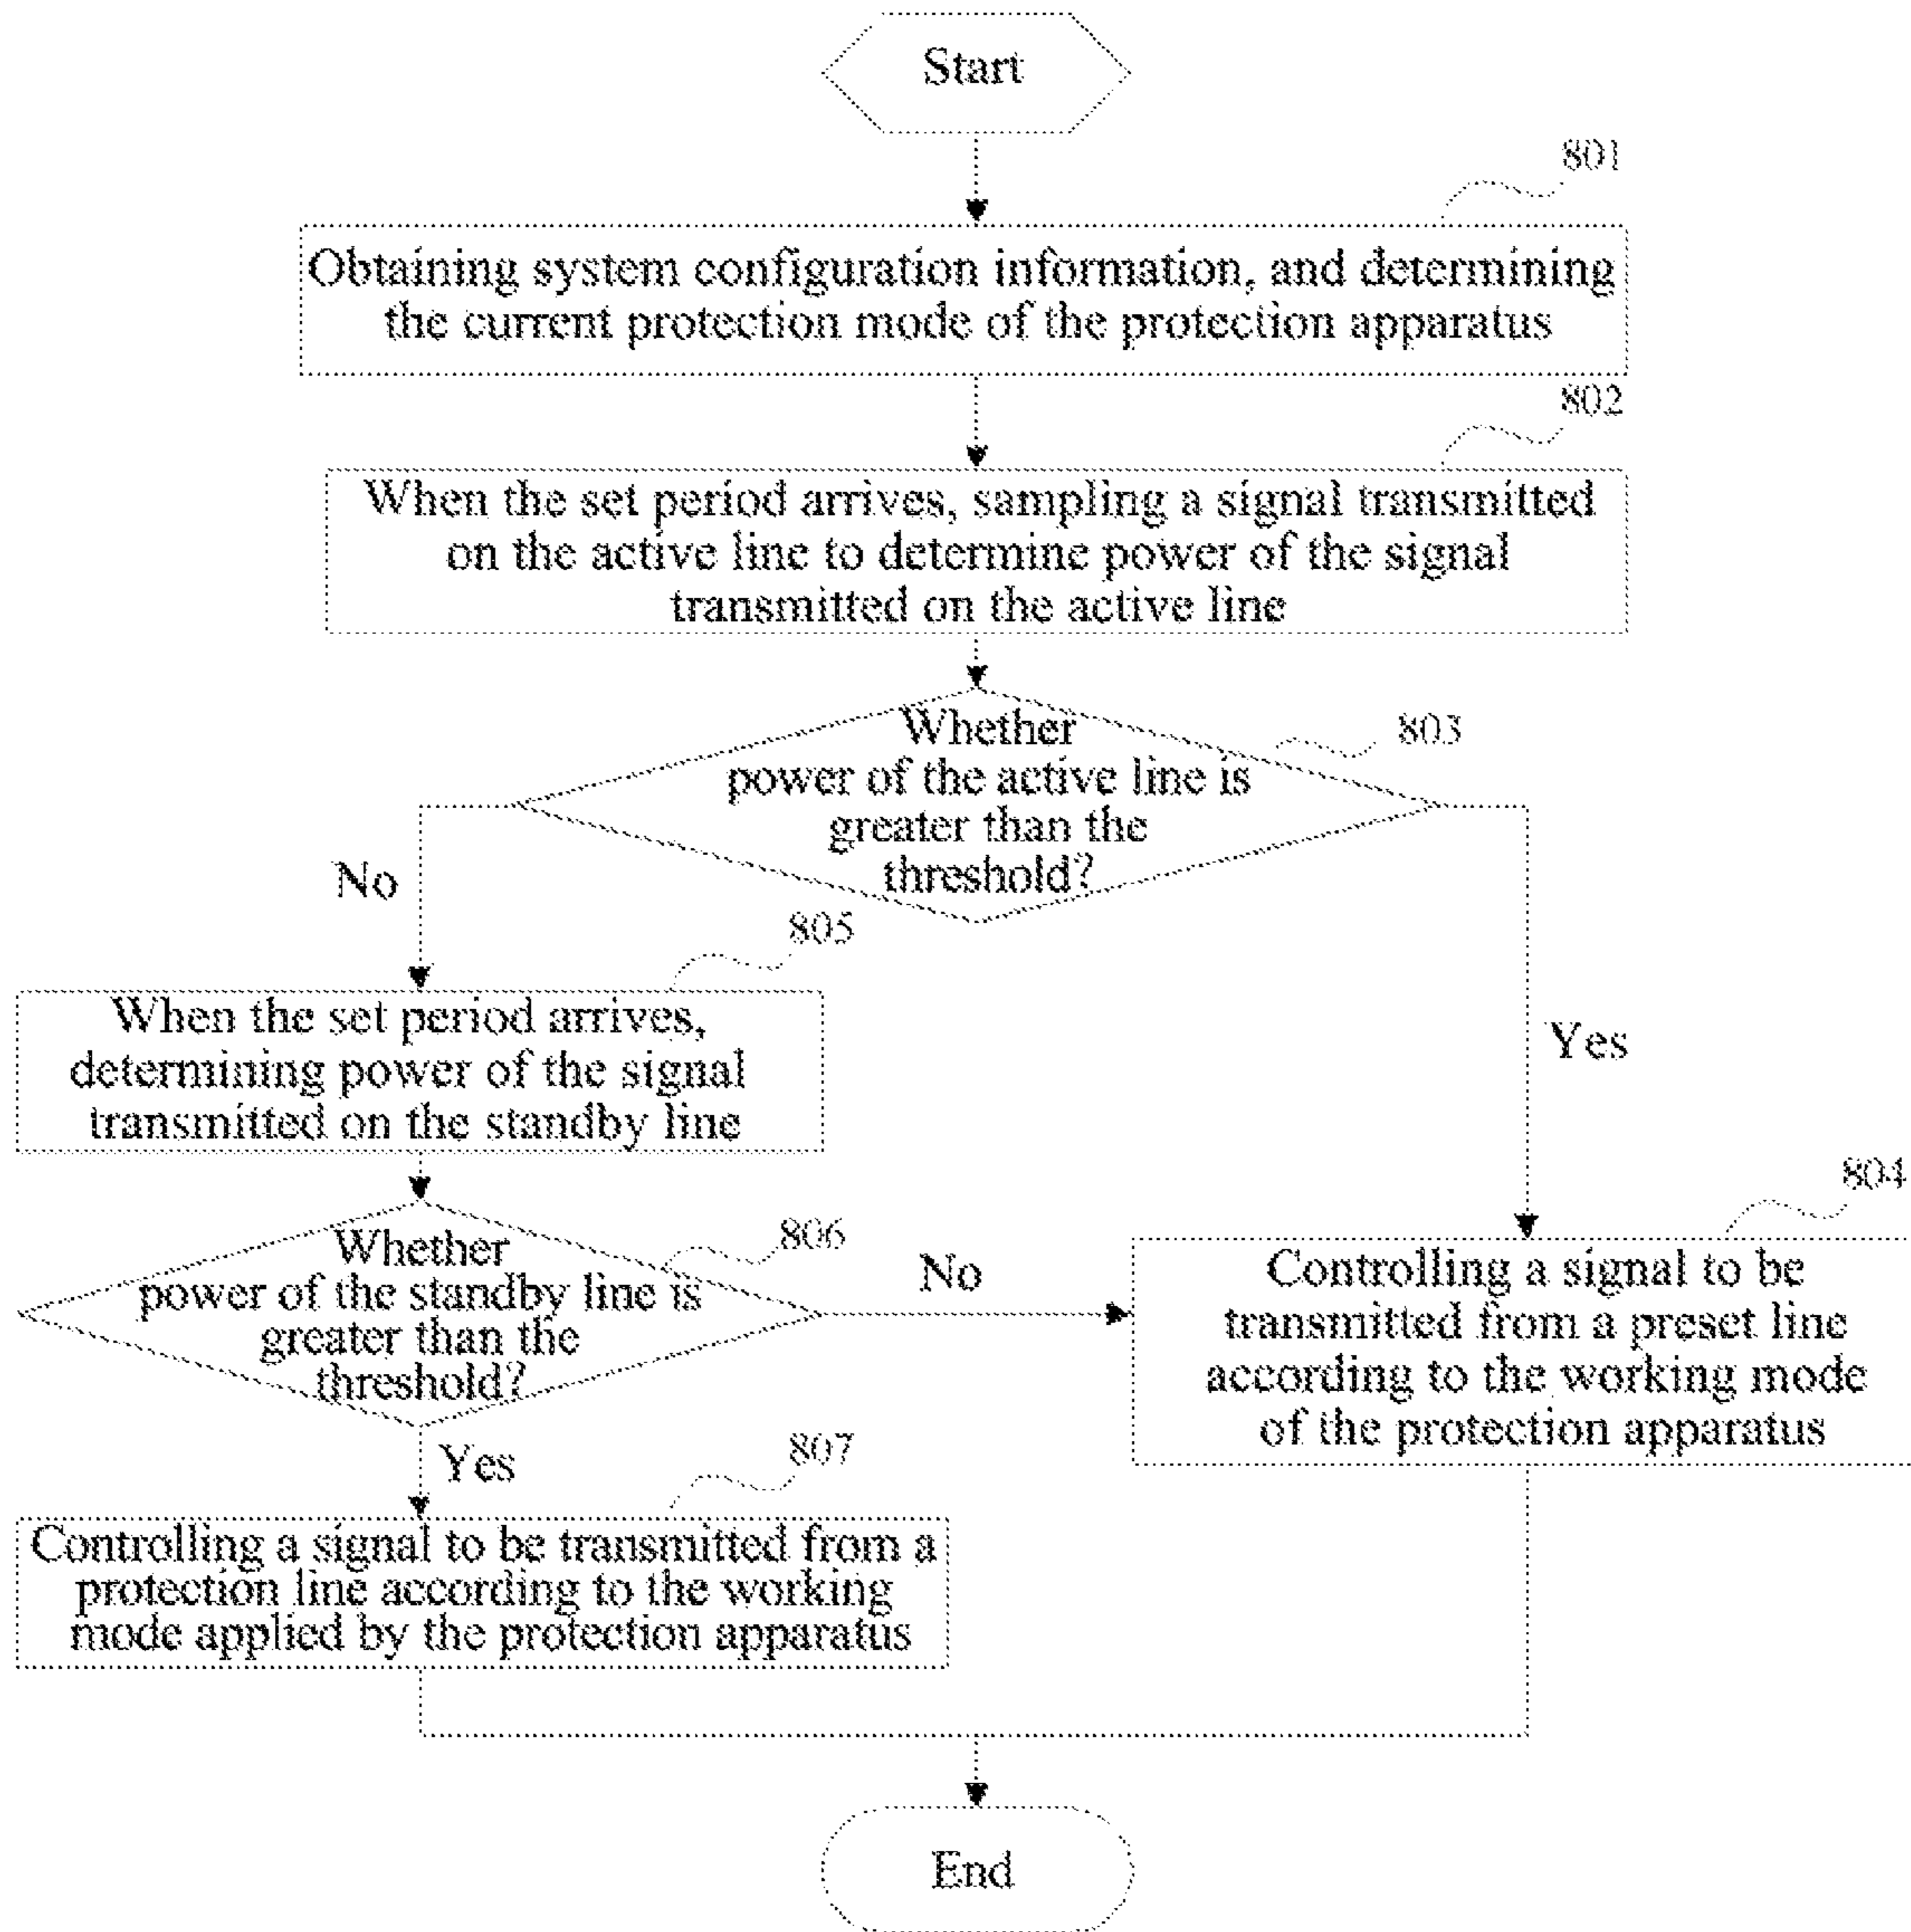 Start
801
Obtaining system configuration information, and determining
the current protection mode of the protection apparatus
802
When the set period arrives, sampling a signal transmitted
on the active line to determine power of the signal
transmitted on the active line
803
Whether
power of the active line is
greater than the
threshold?
No
Yes
805
When the set period arrives,
determining power of the signal
transmitted on the standby line
806
Whether
power of the standby line is
greater than the
threshold?
No
804
Controlling a signal to be
transmitted from a preset line
according to the working mode
of the protection apparatus
Yes
807
Controlling a signal to be transmitted from a
protection line according to the working
mode applied by the protection apparatus
End